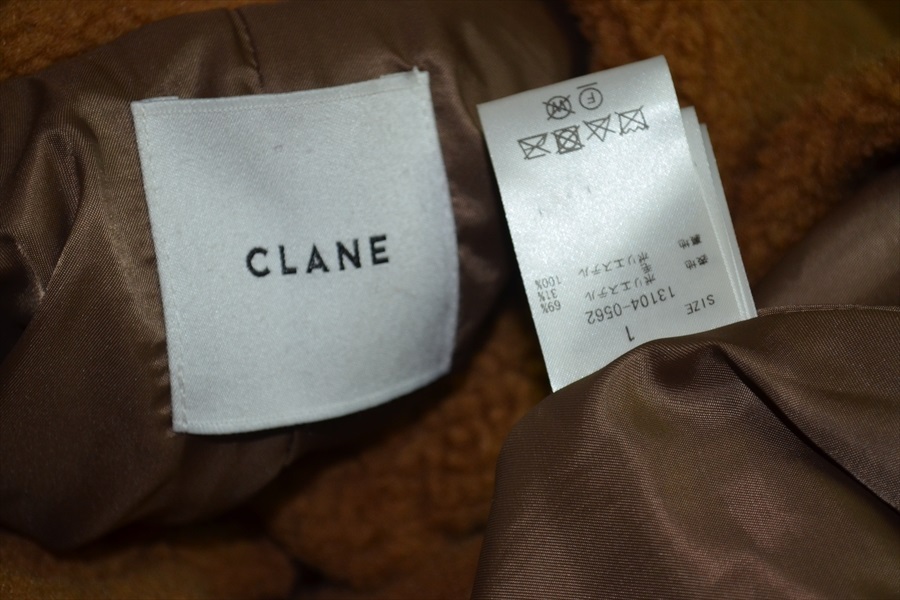 CLANE
SIZE 1
13104-0562
表地 ポリエステル 69%
毛 31%
裏地 ポリエステル 100%
F
W